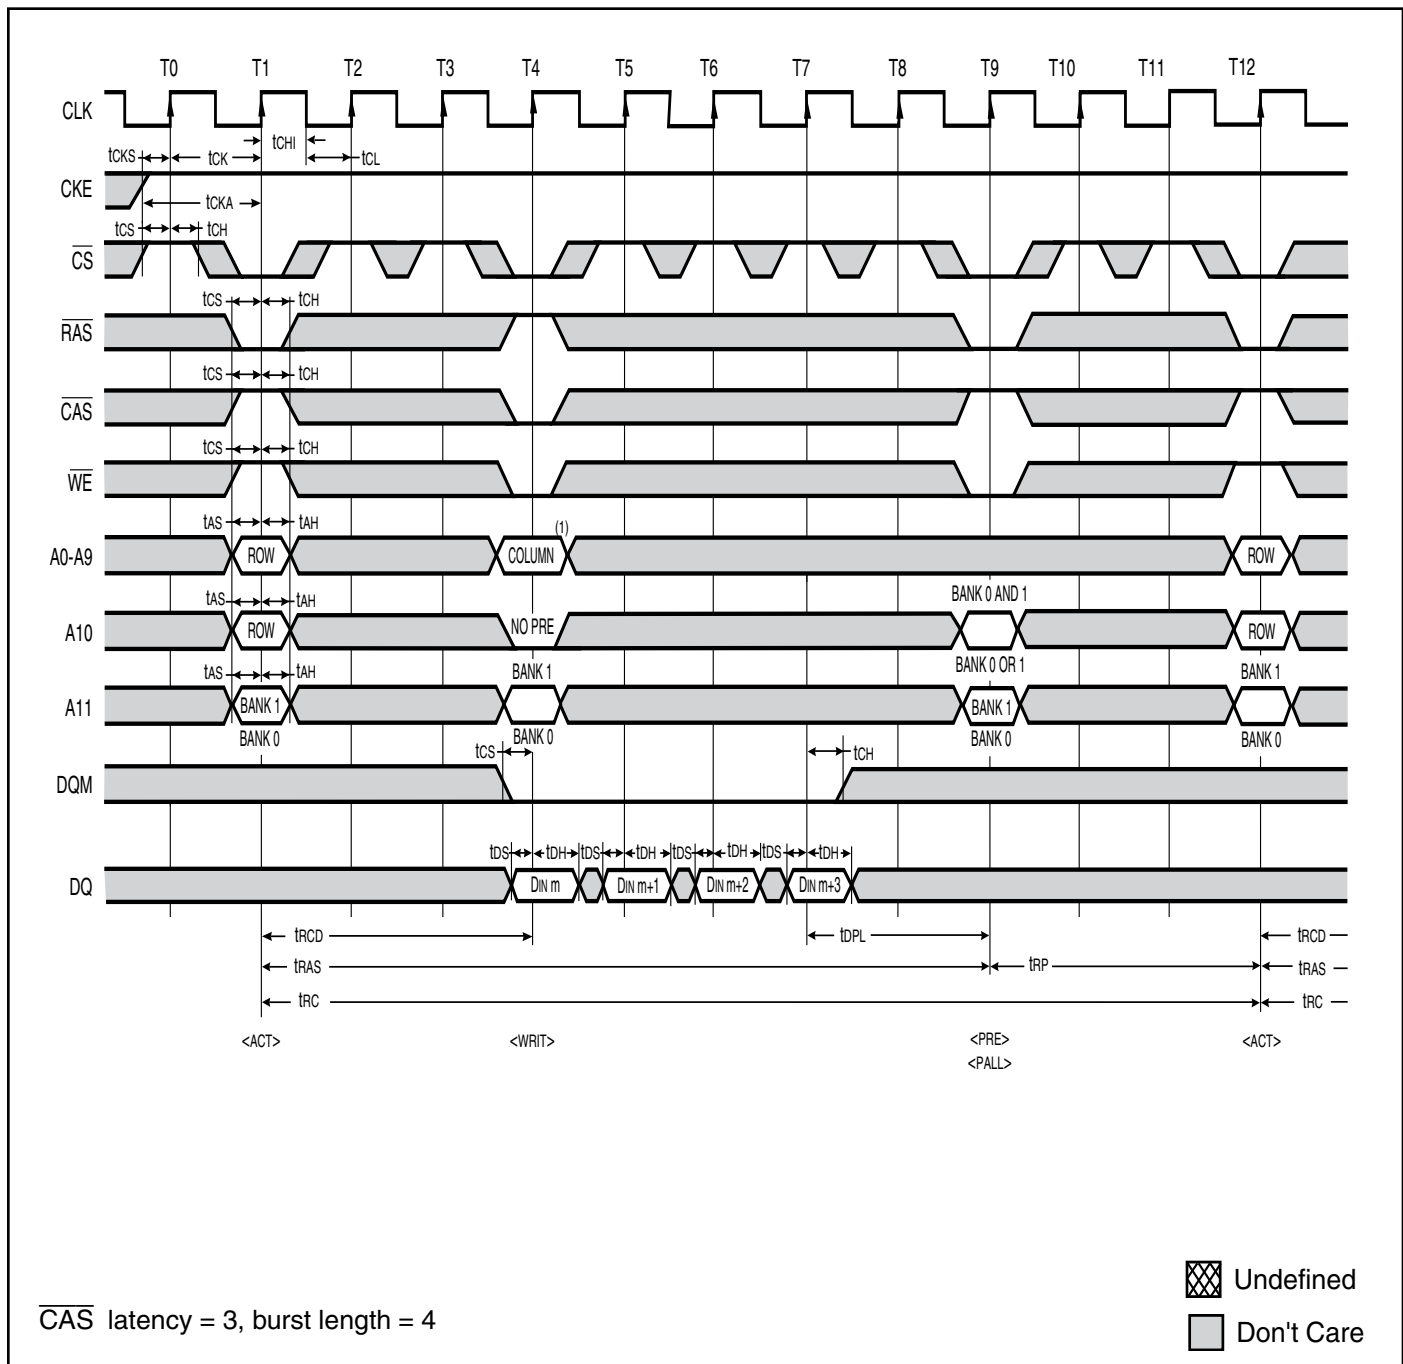 T0 T1 T2 T3 T4 T5 T6 T7 T8 T9 T10 T11 T12
CLK
tCHI
tCKS tCK tCL
CKE
tCKA
tCS tCH
CS
tCS tCH
RAS
tCS tCH
CAS
tCS tCH
WE
tAS tAH
(1)
A0-A9 ROW COLUMN ROW
tAS tAH BANK 0 AND 1
A10 ROW NO PRE ROW
tAS tAH BANK 1 BANK 0 OR 1 BANK 1
A11 BANK 1 BANK 1
BANK 0 BANK 0 BANK 0 BANK 0
tCS tCH
DQM
tDS tDH tDS tDH tDS tDH tDS tDH
DQ DIN m DIN m+1 DIN m+2 DIN m+3
tRCD tDPL tRCD
tRAS tRP tRAS
tRC tRC
<ACT> <WRIT> <PRE> <ACT>
<PALL>
Undefined
CAS latency = 3, burst length = 4
Don't Care